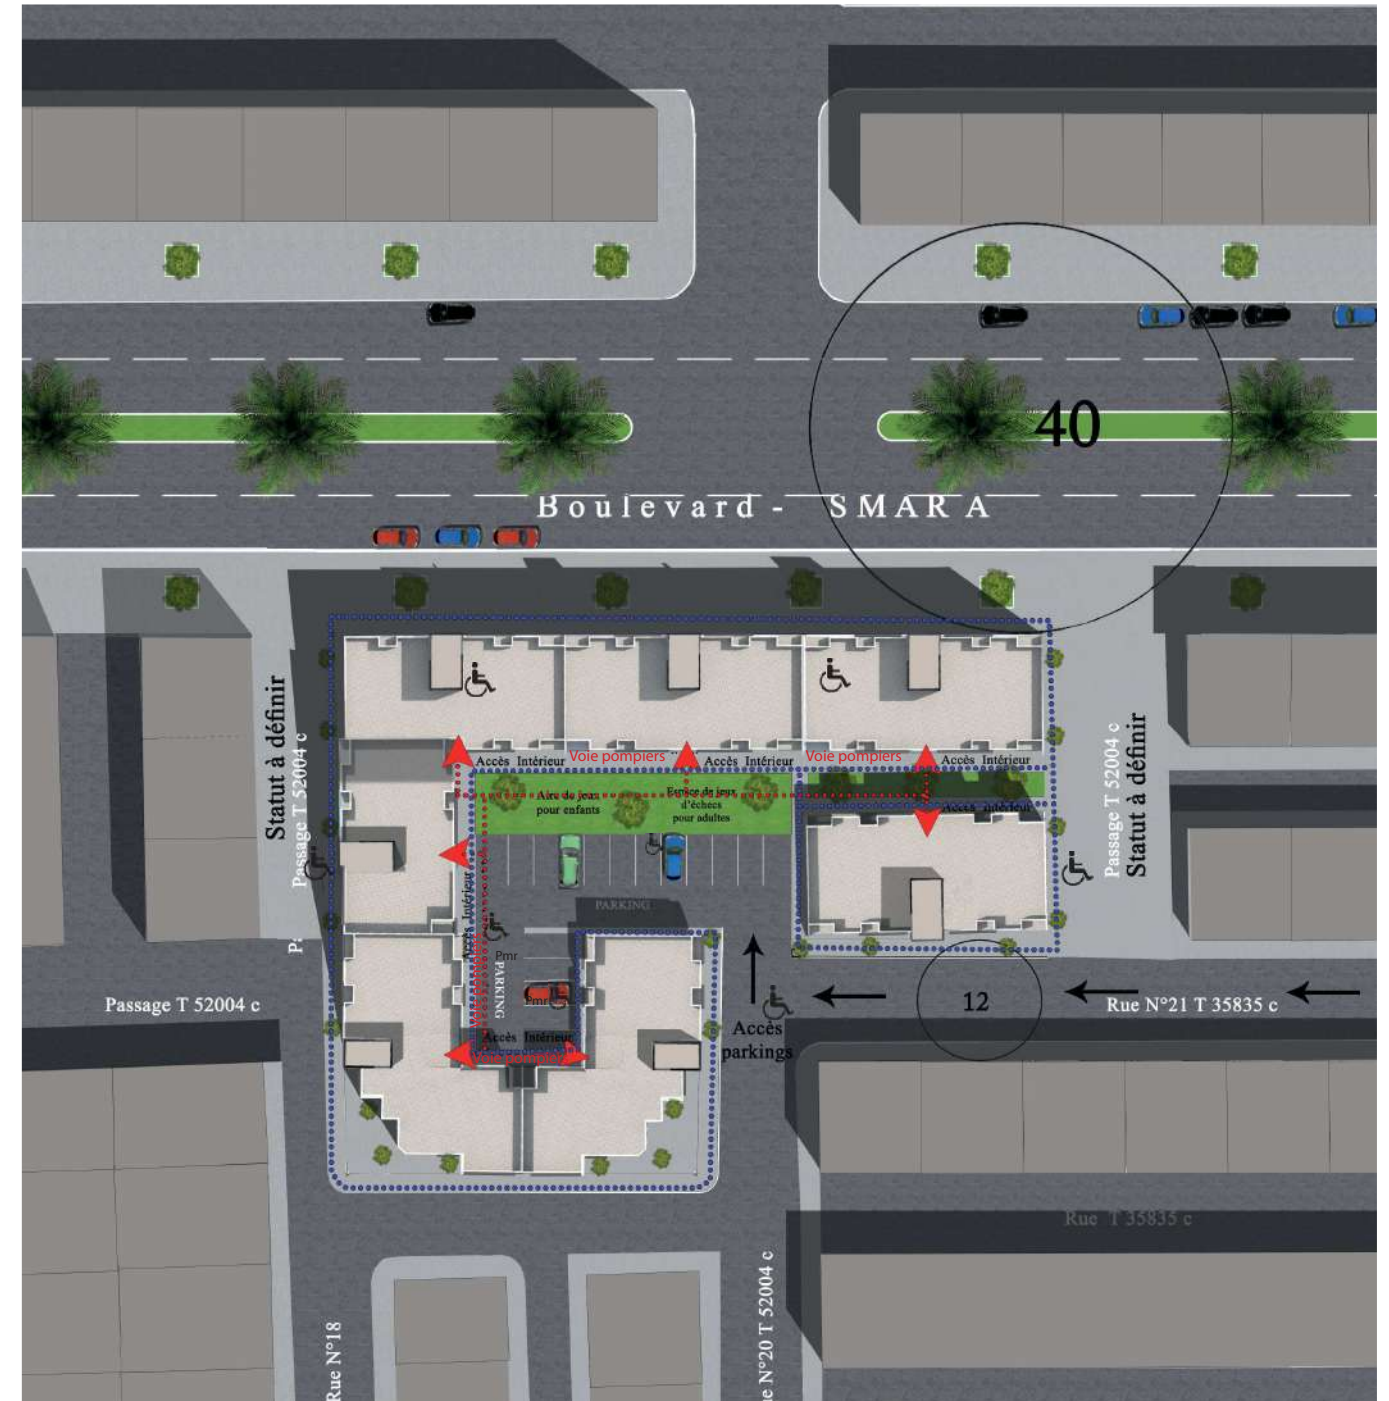 40
Boulevard - SMARA
Statut à définir
Passage T 52004 c
Voie pompiers
Voie pompiers
Accès Intérieur
Accès Intérieur
Accès Intérieur
Aire de jeux
pour enfants
Espace de jeux
d'échecs
pour adultes
Accès Intérieur
Passage T 52004 c
Statut à définir
Accès Intérieur
PARKING
Pmr
PARKING
Pmr
Accès Intérieur
Voie pompiers
Passage T 52004 c
12
Rue N°21 T 35835 c
Accès
parkings
Rue T 35835 c
Rue N°18
N°20 T 52004 c